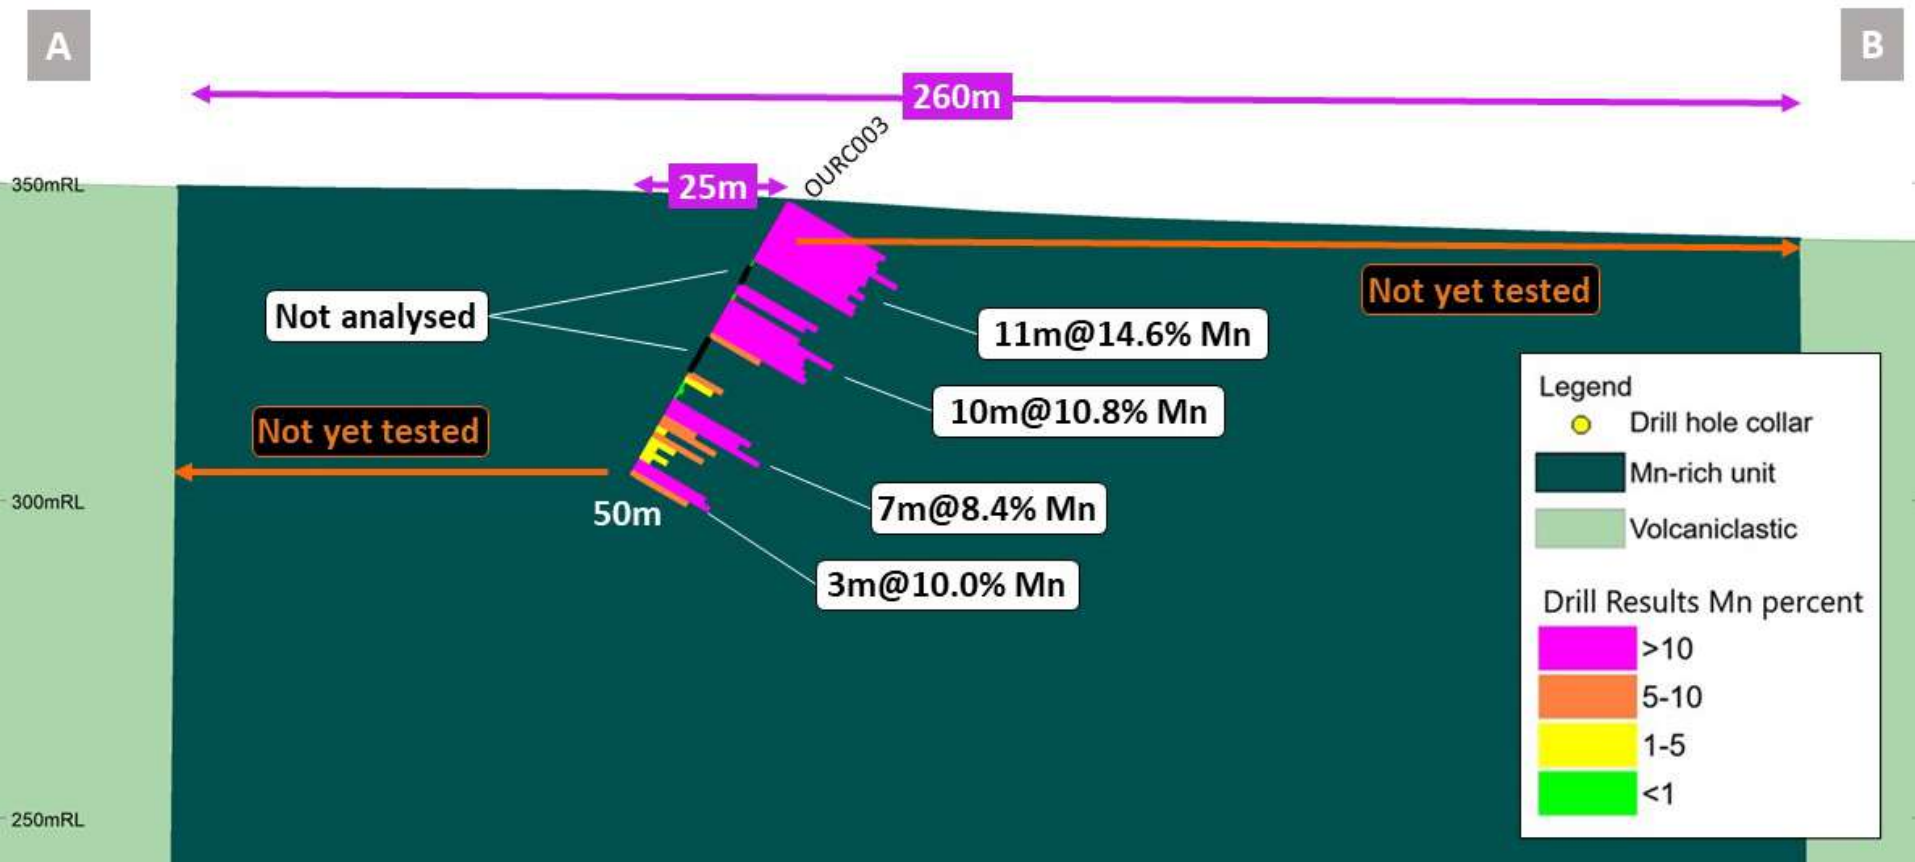 A
B
260m
OURC003
350mRL
25m
Not yet tested
Not analysed
11m@14.6% Mn
10m@10.8% Mn
Not yet tested
300mRL
50m
7m@8.4% Mn
3m@10.0% Mn
250mRL
Legend
Drill hole collar
Mn-rich unit
Volcaniclastic
Drill Results Mn percent
>10
5-10
1-5
<1